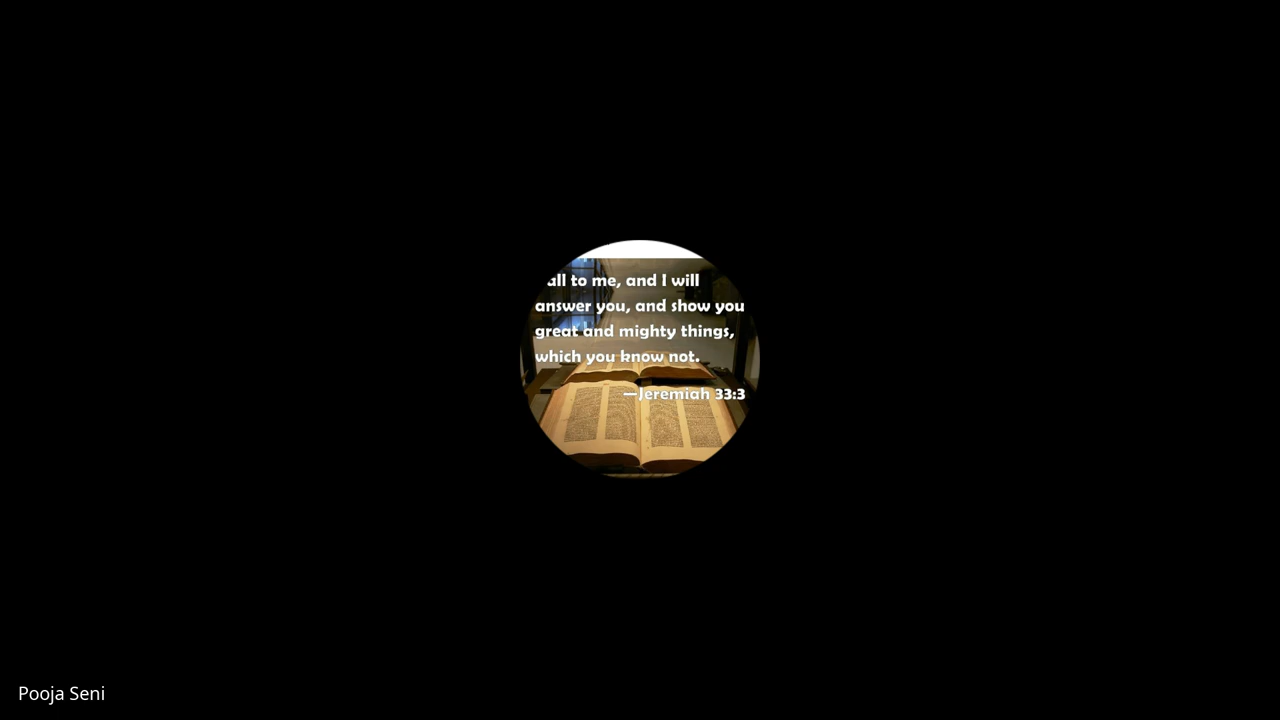 all to me, and I will
answer you, and show you
great and mighty things,
which you know not.
—Jeremiah 33:3
Pooja Seni